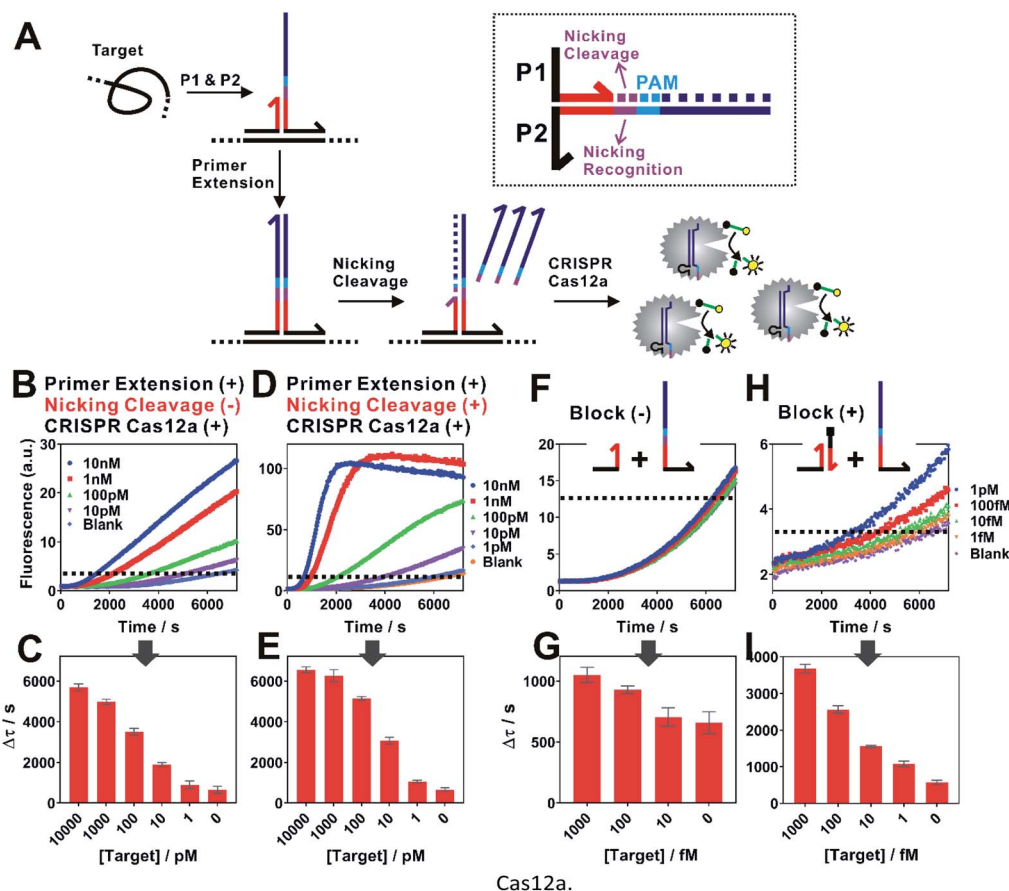 A
Target
P1 & P2
Primer
Extension
Nicking
Cleavage
CRISPR
Cas12a
Nicking
Cleavage
P1
PAM
P2
Nicking
Recognition
B
Primer Extension (+)
Nicking Cleavage (-)
CRISPR Cas12a (+)
Fluorescence (a.u.)
30
20
10
0
10nM
1nM
100pM
10pM
Blank
0 2000 4000 6000
Time / s
D
Primer Extension (+)
Nicking Cleavage (+)
CRISPR Cas12a (+)
100
50
0
10nM
1nM
100pM
10pM
1pM
Blank
0 2000 4000 6000
Time / s
F
Block (-)
+
20
15
10
5
0
0 2000 4000 6000
Time / s
H
Block (+)
+
6
4
2
1pM
100fM
10fM
1fM
Blank
0 2000 4000 6000
Time / s
C
Δτ / s
6000
4000
2000
0
10000 1000 100 10 1 0
[Target] / pM
E
6000
4000
2000
0
10000 1000 100 10 1 0
[Target] / pM
G
Δτ / s
1000
500
0
1000 100 10 0
[Target] / fM
I
4000
3000
2000
1000
0
1000 100 10 1 0
[Target] / fM
Cas12a.